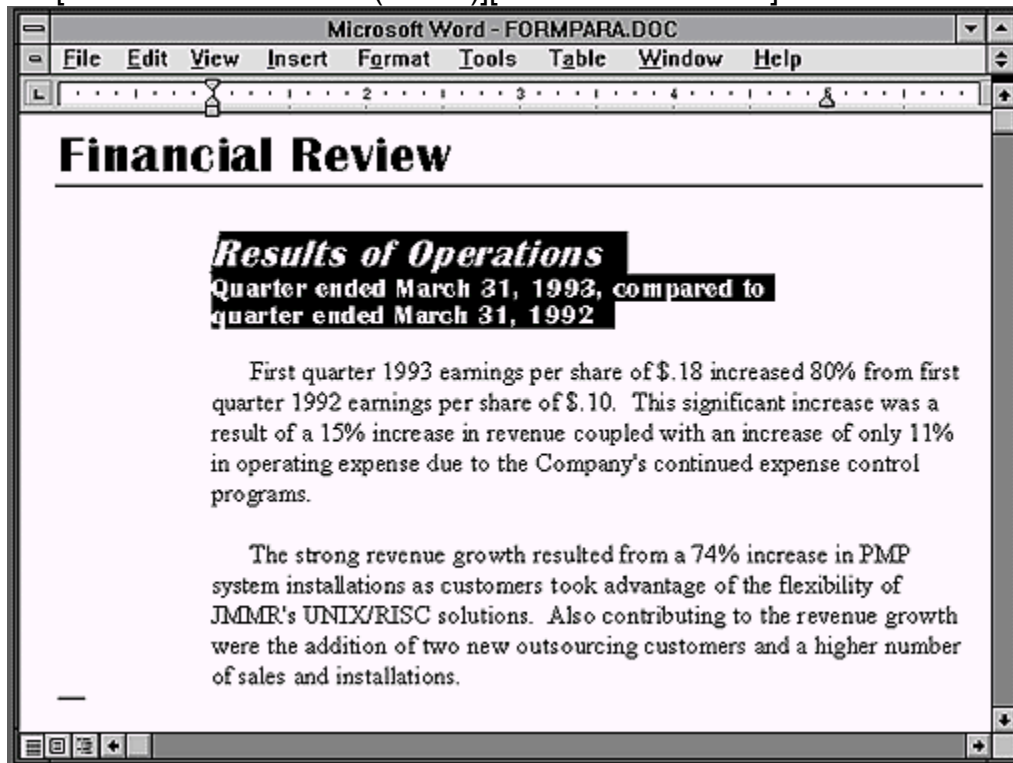 Microsoft Word - FORMPARA.DOC
File Edit View Insert Format Tools Table Window Help
L 2 3 4 5
Financial Review
Results of Operations
Quarter ended March 31, 1993, compared to
quarter ended March 31, 1992
First quarter 1993 earnings per share of $.18 increased 80% from first
quarter 1992 earnings per share of $.10. This significant increase was a
result of a 15% increase in revenue coupled with an increase of only 11%
in operating expense due to the Company's continued expense control
programs.
The strong revenue growth resulted from a 74% increase in PMP
system installations as customers took advantage of the flexibility of
JMMR's UNIX/RISC solutions. Also contributing to the revenue growth
were the addition of two new outsourcing customers and a higher number
of sales and installations.